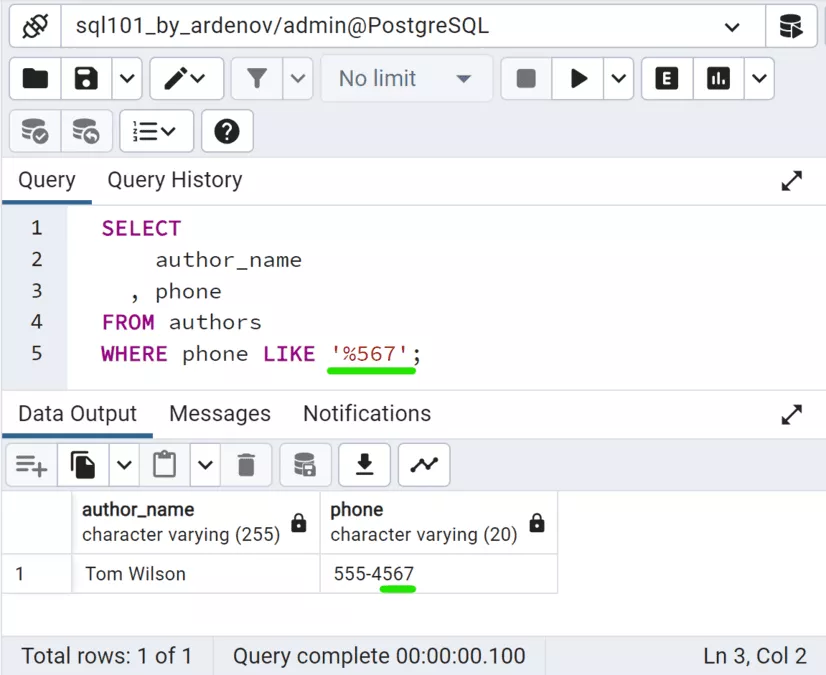 sql101_by_ardenov/admin@PostgreSQL
No limit
E
Query Query History
1 SELECT
2 author_name
3 , phone
4 FROM authors
5 WHERE phone LIKE '%567';
Data Output Messages Notifications
author_name phone
character varying (255) character varying (20)
1 Tom Wilson 555-4567
Total rows: 1 of 1 Query complete 00:00:00.100 Ln 3, Col 2